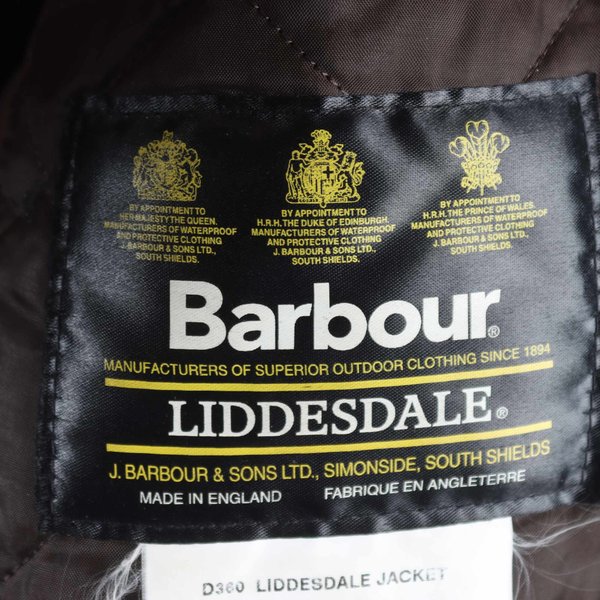 BY APPOINTMENT TO
HER MAJESTY THE QUEEN.
MANUFACTURERS OF WATERPROOF
AND PROTECTIVE CLOTHING
J. BARBOUR & SONS LTD.,
SOUTH SHIELDS.
BY APPOINTMENT TO
H.R.H. THE DUKE OF EDINBURGH.
MANUFACTURERS OF WATERPROOF
AND PROTECTIVE CLOTHING
J. BARBOUR & SONS LTD.,
SOUTH SHIELDS.
BY APPOINTMENT TO
H.R.H. THE PRINCE OF WALES.
MANUFACTURERS OF WATERPROOF
AND PROTECTIVE CLOTHING
J. BARBOUR & SONS LTD.,
SOUTH SHIELDS.
Barbour®
MANUFACTURERS OF SUPERIOR OUTDOOR CLOTHING SINCE 1894
LIDDESDALE®
J. BARBOUR & SONS LTD., SIMONSIDE, SOUTH SHIELDS
MADE IN ENGLAND FABRIQUE EN ANGLETERRE
D360 LIDDESDALE JACKET